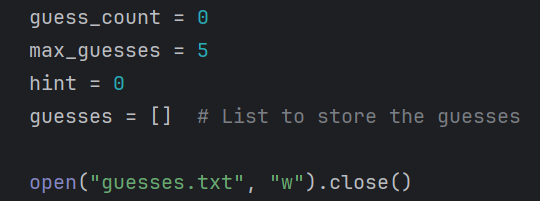 guess_count = 0
max_guesses = 5
hint = 0
guesses = []  # List to store the guesses
open("guesses.txt", "w").close()